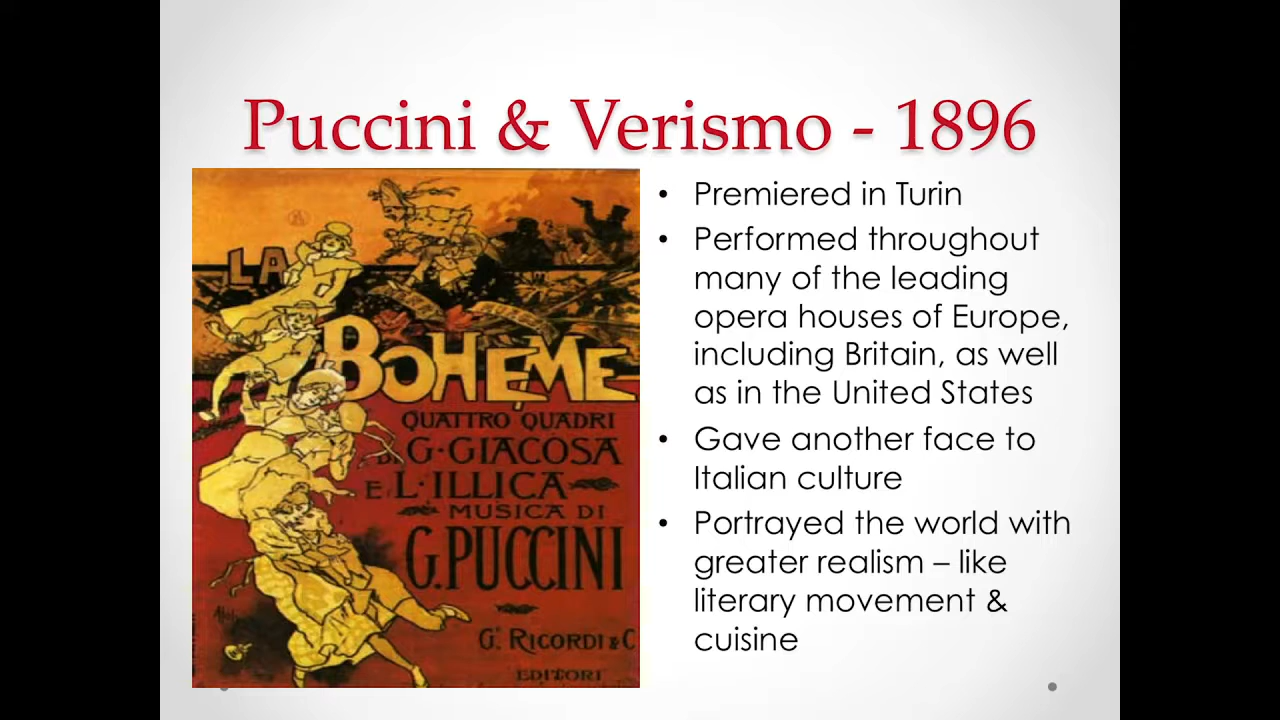 Puccini & Verismo - 1896
LA
BOHEME
QUATTRO QUADRI
DI G·GIACOSA
E L·ILLICA
MUSICA DI
G.PUCCINI
G. RICORDI & C
EDITORI
• Premiered in Turin
• Performed throughout
many of the leading
opera houses of Europe,
including Britain, as well
as in the United States
• Gave another face to
Italian culture
• Portrayed the world with
greater realism – like
literary movement &
cuisine